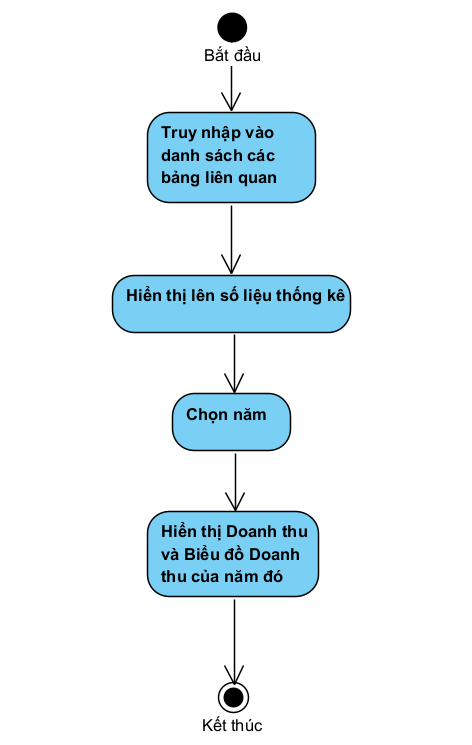 Bắt đầu
Truy nhập vào
danh sách các
bảng liên quan
Hiển thị lên số liệu thống kê
Chọn năm
Hiển thị Doanh thu
và Biểu đồ Doanh
thu của năm đó
Kết thúc